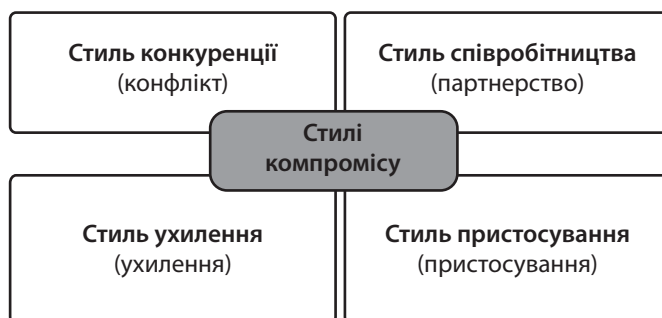 Стиль конкуренції
(конфлікт)
Стиль співробітництва
(партнерство)
Стилі
компромісу
Стиль ухилення
(ухилення)
Стиль пристосування
(пристосування)